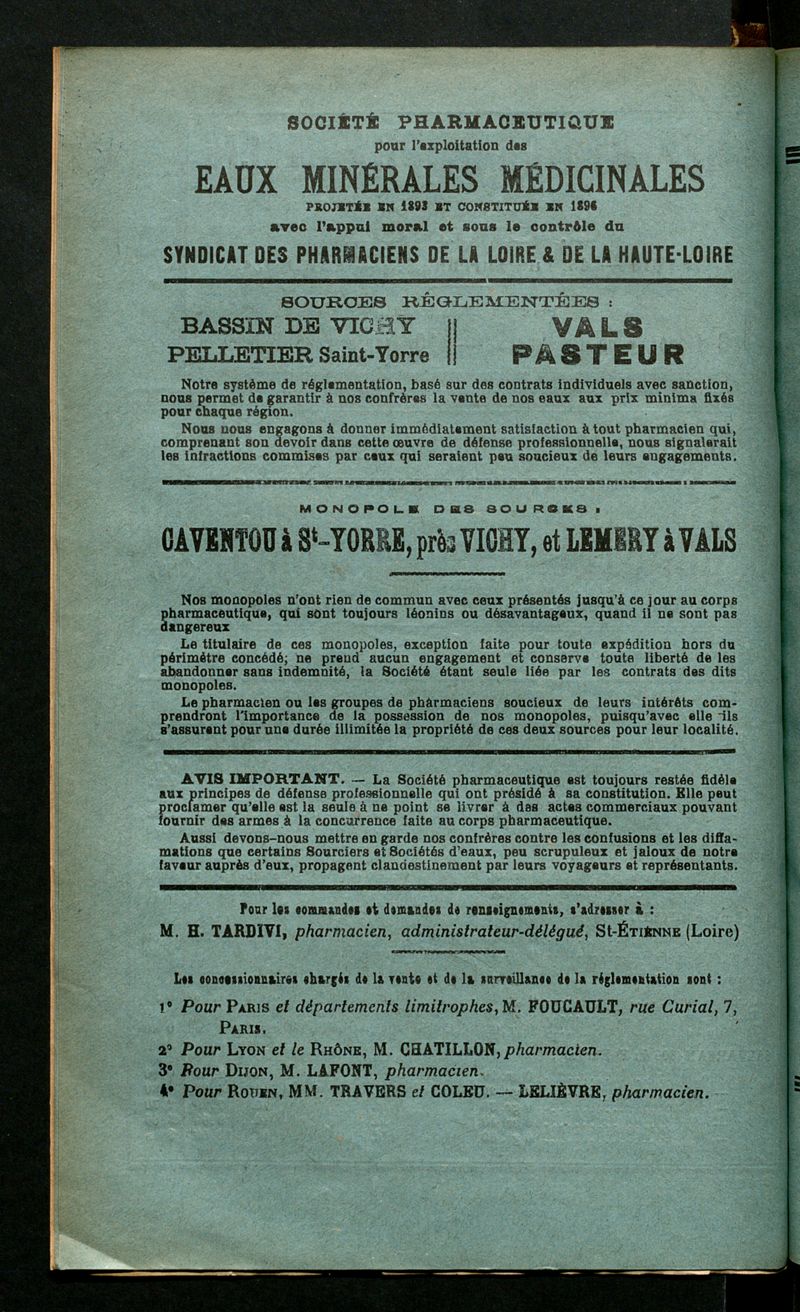 SOCIÉTÉ PHARMACEUTIQUE
pour l'exploitation des
EAUX MINÉRALES MÉDICINALES
PROJETÉE EN 1893 ET CONSTITUÉE EN 1896
avec l'appui moral et sous le contrôle du
SYNDICAT DES PHARMACIENS DE LA LOIRE & DE LA HAUTE-LOIRE
SOURCES RÉGLEMENTÉES :
BASSIN DE VICHY || VALS
PELLETIER Saint-Yorre || PASTEUR
Notre système de réglementation, basé sur des contrats individuels avec sanction,
nous permet de garantir à nos confrères la vente de nos eaux aux prix minima fixés
pour chaque région.
Nous nous engagons à donner immédiatement satisfaction à tout pharmacien qui,
comprenant son devoir dans cette œuvre de défense professionnelle, nous signalerait
les infractions commises par ceux qui seraient peu soucieux de leurs engagements.
MONOPOLE DES SOURCES :
CAVENTOU à St-YORRE, près VICHY, et LEMERY à VALS
Nos monopoles n'ont rien de commun avec ceux présentés jusqu'à ce jour au corps
pharmaceutique, qui sont toujours léonins ou désavantageux, quand il ne sont pas
dangereux
Le titulaire de ces monopoles, exception faite pour toute expédition hors du
périmètre concédé; ne prend aucun engagement et conserve toute liberté de les
abandonner sans indemnité, la Société étant seule liée par les contrats des dits
monopoles.
Le pharmacien ou les groupes de pharmaciens soucieux de leurs intérêts com-
prendront l'importance de la possession de nos monopoles, puisqu'avec elle ils
s'assurent pour une durée illimitée la propriété de ces deux sources pour leur localité.
AVIS IMPORTANT. — La Société pharmaceutique est toujours restée fidèle
aux principes de défense professionnelle qui ont présidé à sa constitution. Elle peut
proclamer qu'elle est la seule à ne point se livrer à des actes commerciaux pouvant
fournir des armes à la concurrence faite au corps pharmaceutique.
Aussi devons-nous mettre en garde nos confrères contre les confusions et les diffa-
mations que certains Sourciers et Sociétés d'eaux, peu scrupuleux et jaloux de notre
faveur auprès d'eux, propagent clandestinement par leurs voyageurs et représentants.
Pour les commandes et demandes de renseignements, s'adresser à :
M. H. TARDIVI, pharmacien, administrateur-délégué, St-ÉTIENNE (Loire)
Les concessionnaires chargés de la vente et de la surveillance de la réglementation sont :
1° Pour PARIS et départements limitrophes, M. FOUCAULT, rue Curial, 7,
PARIS.
2° Pour LYON et le RHÔNE, M. CHATILLON, pharmacien.
3° Pour DIJON, M. LAFONT, pharmacien.
4° Pour ROUEN, MM. TRAVERS et COLEU. — LELIÈVRE, pharmacien.